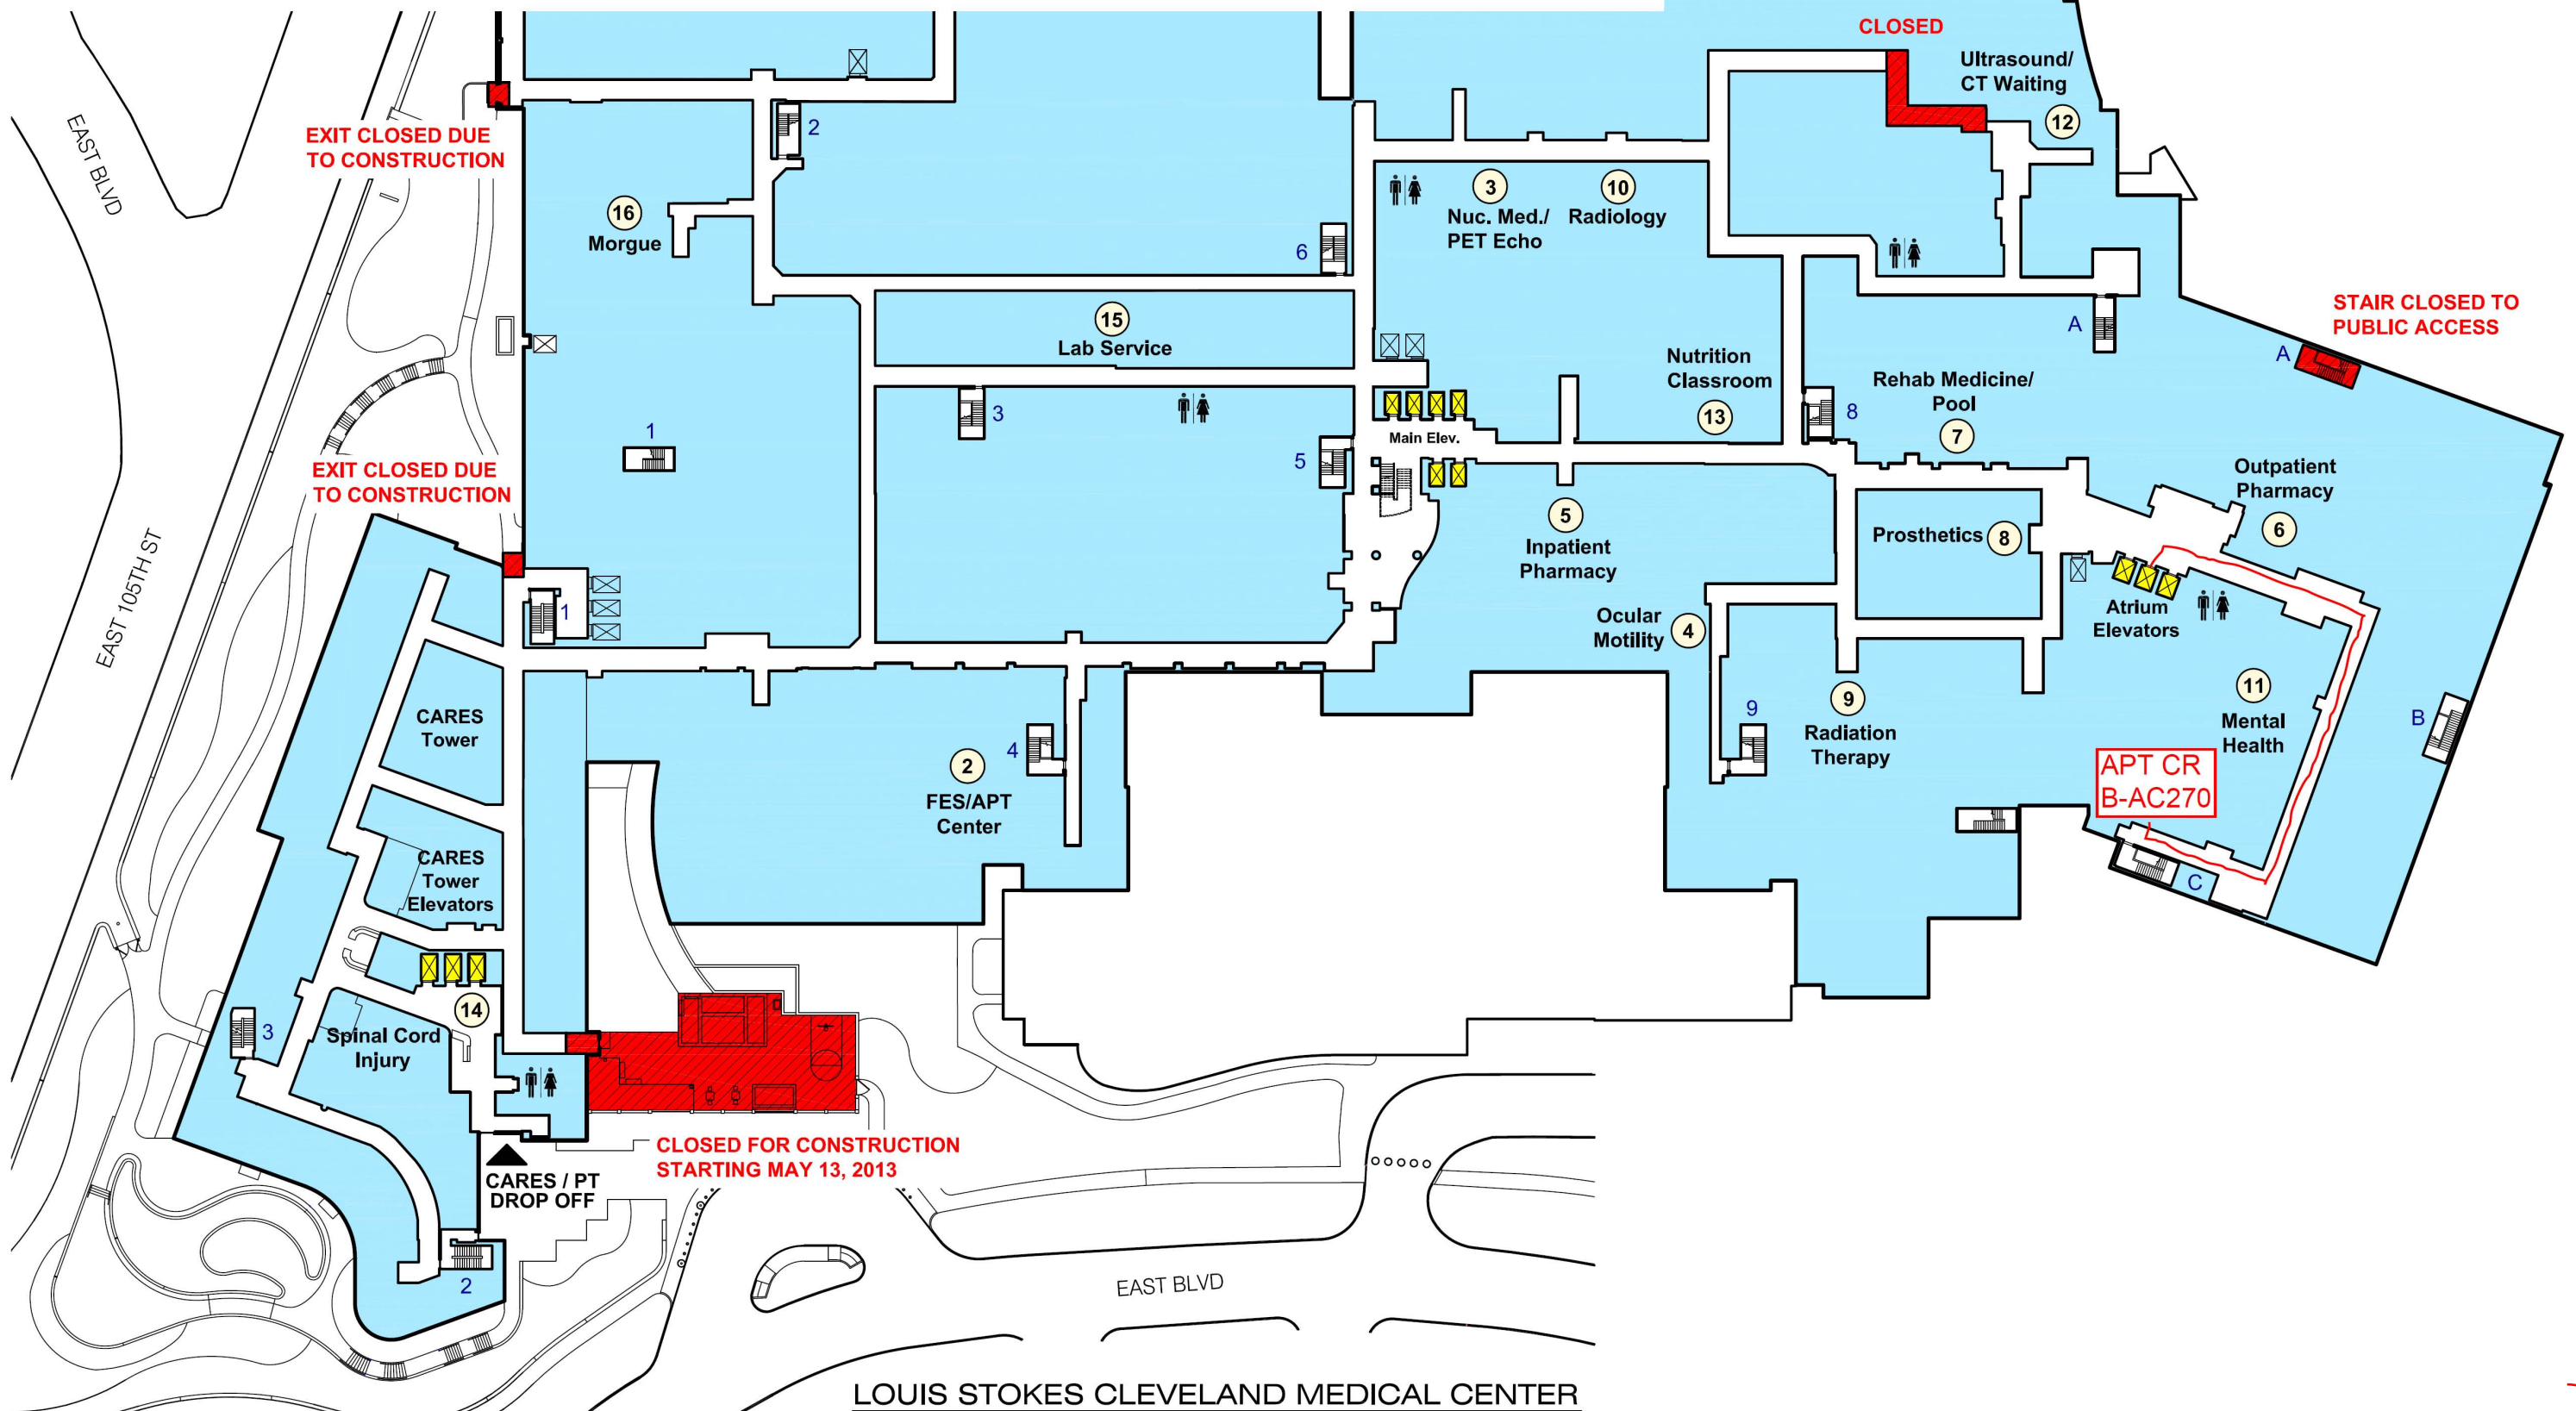 CLOSED
Ultrasound/
CT Waiting
12
EXIT CLOSED DUE
TO CONSTRUCTION
EAST BLVD
2
16
Morgue
3
Nuc. Med./
PET Echo
10
Radiology
6
15
Lab Service
A
STAIR CLOSED TO
PUBLIC ACCESS
A
Nutrition
Classroom
13
Rehab Medicine/
Pool
7
8
3
1
Main Elev.
5
EXIT CLOSED DUE
TO CONSTRUCTION
Outpatient
Pharmacy
6
5
Inpatient
Pharmacy
Prosthetics
8
EAST 105TH ST
1
Atrium
Elevators
Ocular
Motility
4
9
Radiation
Therapy
9
11
Mental
Health
B
CARES
Tower
4
2
FES/APT
Center
APT CR
B-AC270
C
CARES
Tower
Elevators
14
3
Spinal Cord
Injury
CLOSED FOR CONSTRUCTION
STARTING MAY 13, 2013
CARES / PT
DROP OFF
2
EAST BLVD
LOUIS STOKES CLEVELAND MEDICAL CENTER